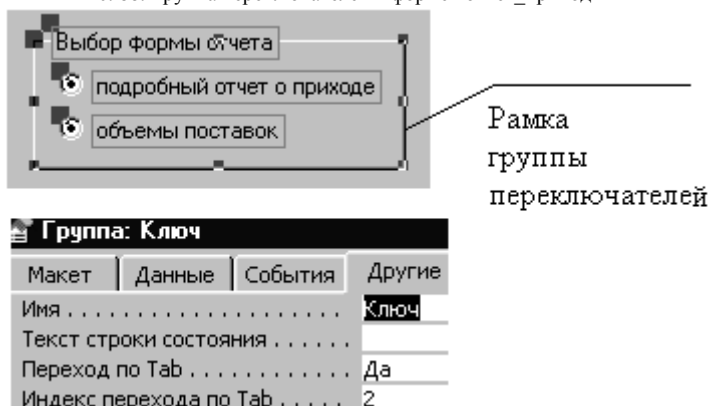 Выбор формы отчета
подробный отчет о приходе
объемы поставок
Рамка
группы
переключателей
Группа: Ключ
Макет Данные События Другие
Имя . . . . . . . . . . . . . . . . . . . Ключ
Текст строки состояния . . . . . .
Переход по Tab . . . . . . . . . . . . Да
Индекс перехода по Tab . . . . . 2